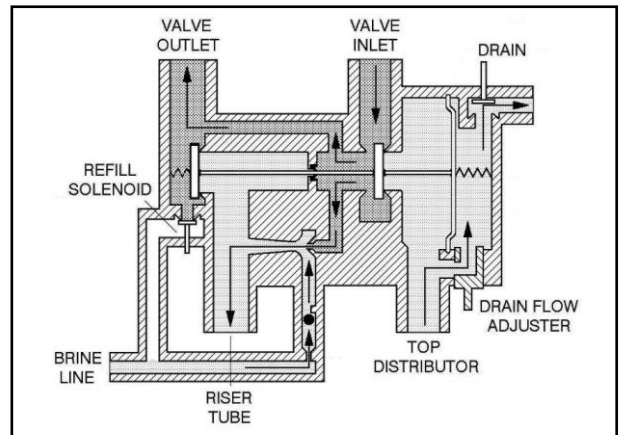 VALVE
OUTLET
VALVE
INLET
DRAIN
REFILL
SOLENOID
DRAIN FLOW
ADJUSTER
TOP
DISTRIBUTOR
BRINE
LINE
RISER
TUBE